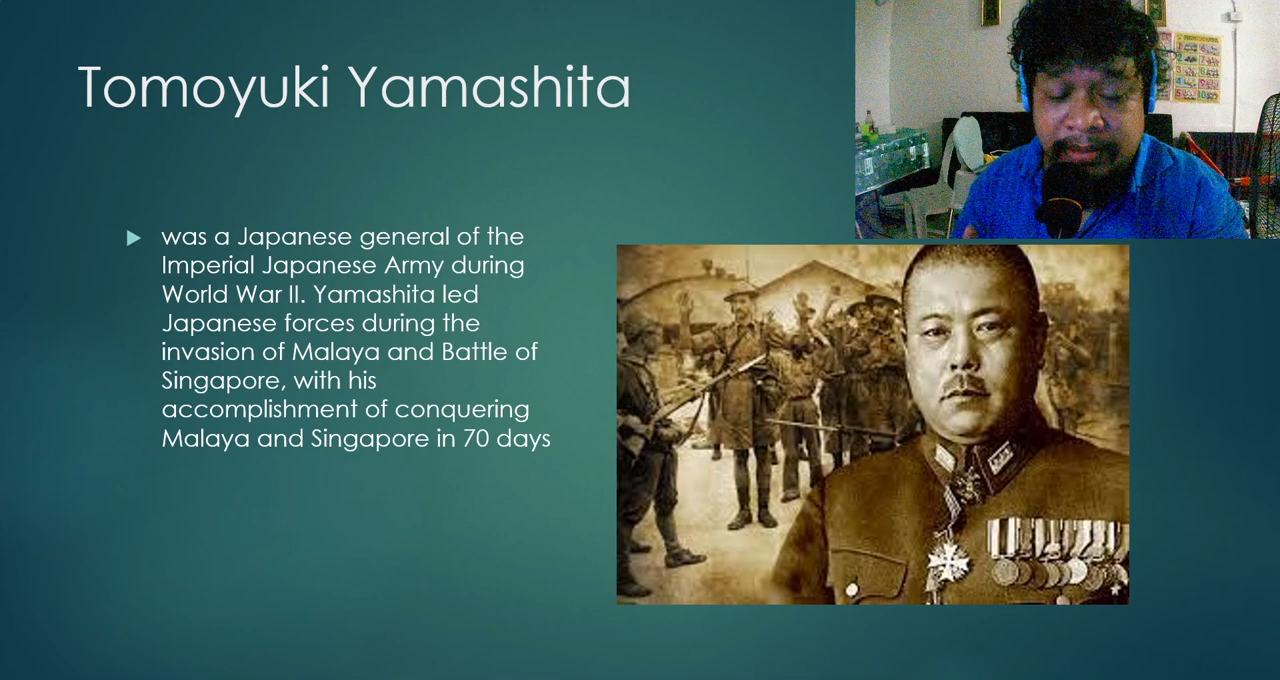 Tomoyuki Yamashita
was a Japanese general of the
Imperial Japanese Army during
World War II. Yamashita led
Japanese forces during the
invasion of Malaya and Battle of
Singapore, with his
accomplishment of conquering
Malaya and Singapore in 70 days